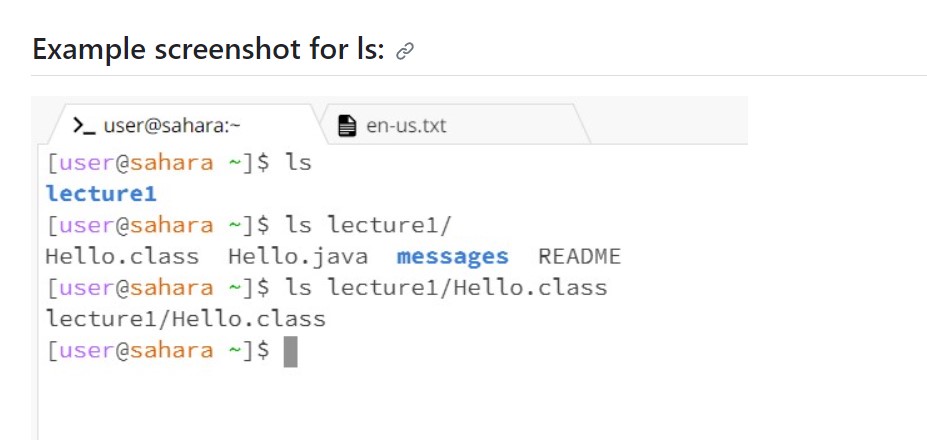 Example screenshot for ls:
user@sahara:~ en-us.txt
[user@sahara ~]$ ls
lecture1
[user@sahara ~]$ ls lecture1/
Hello.class Hello.java messages README
[user@sahara ~]$ ls lecture1/Hello.class
lecture1/Hello.class
[user@sahara ~]$